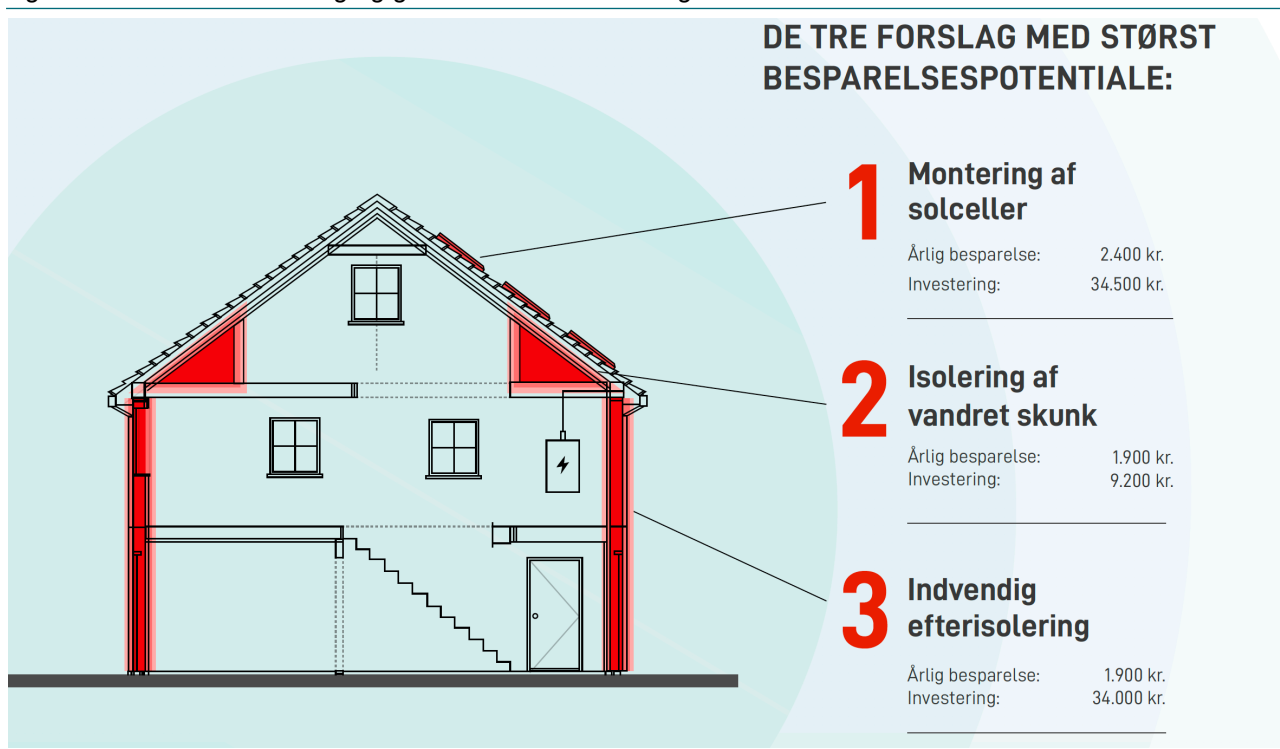 DE TRE FORSLAG MED STØRST
BESPARELSESPOTENTIALE:
1
Montering af
solceller
Årlig besparelse: 2.400 kr.
Investering: 34.500 kr.
2
Isolering af
vandret skunk
Årlig besparelse: 1.900 kr.
Investering: 9.200 kr.
3
Indvendig
efterisolering
Årlig besparelse: 1.900 kr.
Investering: 34.000 kr.